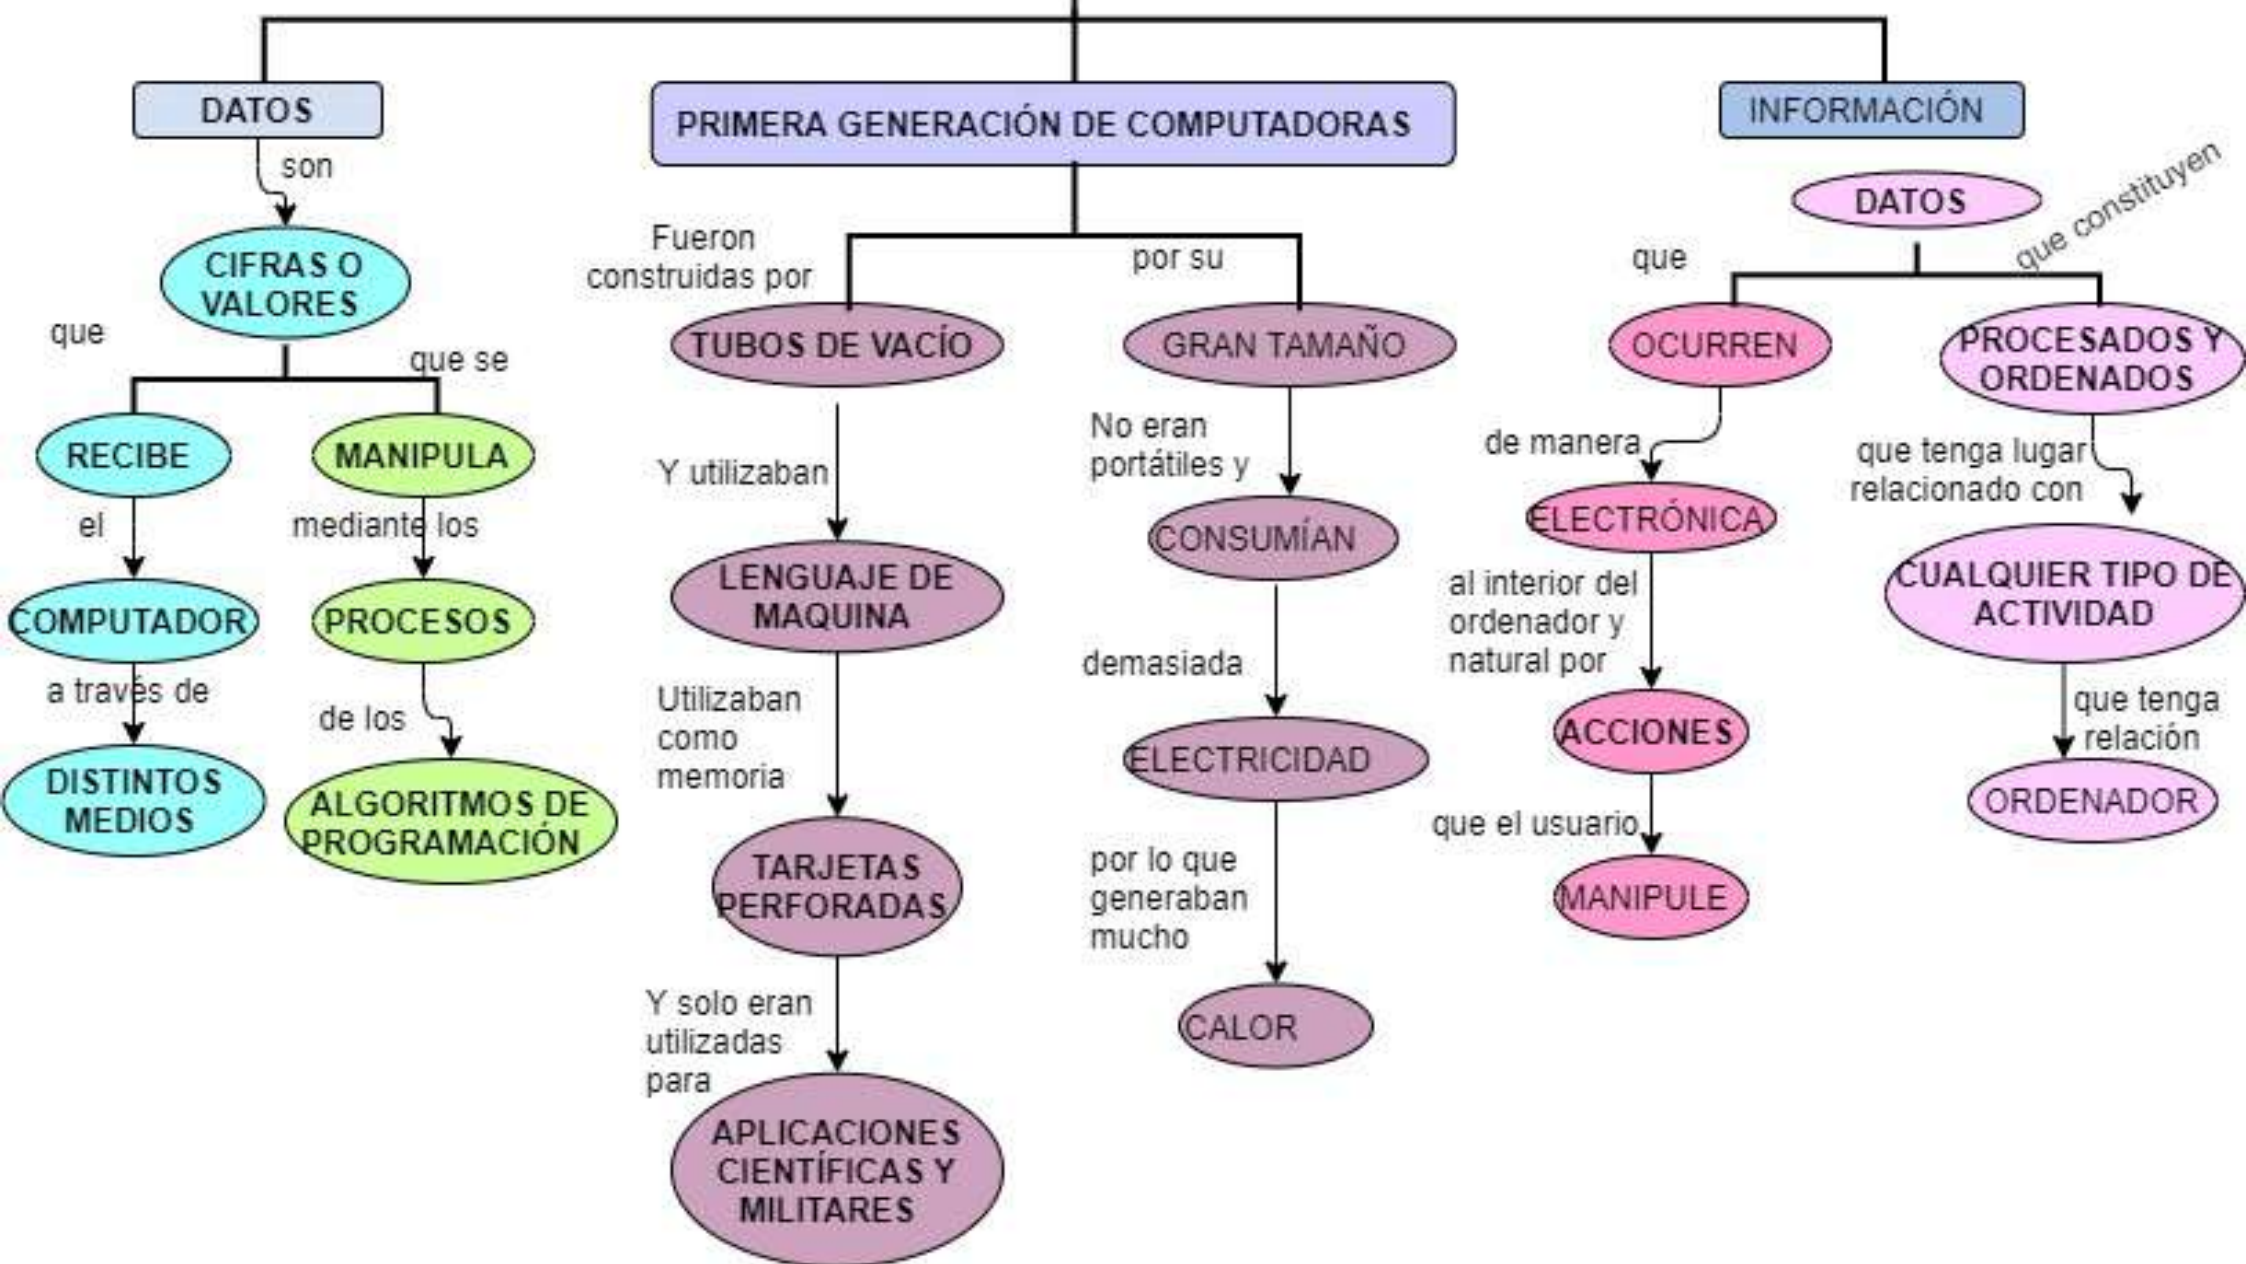 DATOS
son
CIFRAS O
VALORES
que
que se
RECIBE
el
COMPUTADOR
a través de
DISTINTOS
MEDIOS
MANIPULA
mediante los
PROCESOS
de los
ALGORITMOS DE
PROGRAMACIÓN
PRIMERA GENERACIÓN DE COMPUTADORAS
Fueron
construidas por
TUBOS DE VACÍO
Y utilizaban
LENGUAJE DE
MAQUINA
Utilizaban
como
memoria
TARJETAS
PERFORADAS
Y solo eran
utilizadas
para
APLICACIONES
CIENTÍFICAS Y
MILITARES
por su
GRAN TAMAÑO
No eran
portátiles y
CONSUMÍAN
demasiada
ELECTRICIDAD
por lo que
generaban
mucho
CALOR
INFORMACIÓN
DATOS
que
OCURREN
de manera
ELECTRÓNICA
al interior del
ordenador y
natural por
ACCIONES
que el usuario
MANIPULE
que constituyen
PROCESADOS Y
ORDENADOS
que tenga lugar
relacionado con
CUALQUIER TIPO DE
ACTIVIDAD
que tenga
relación
ORDENADOR